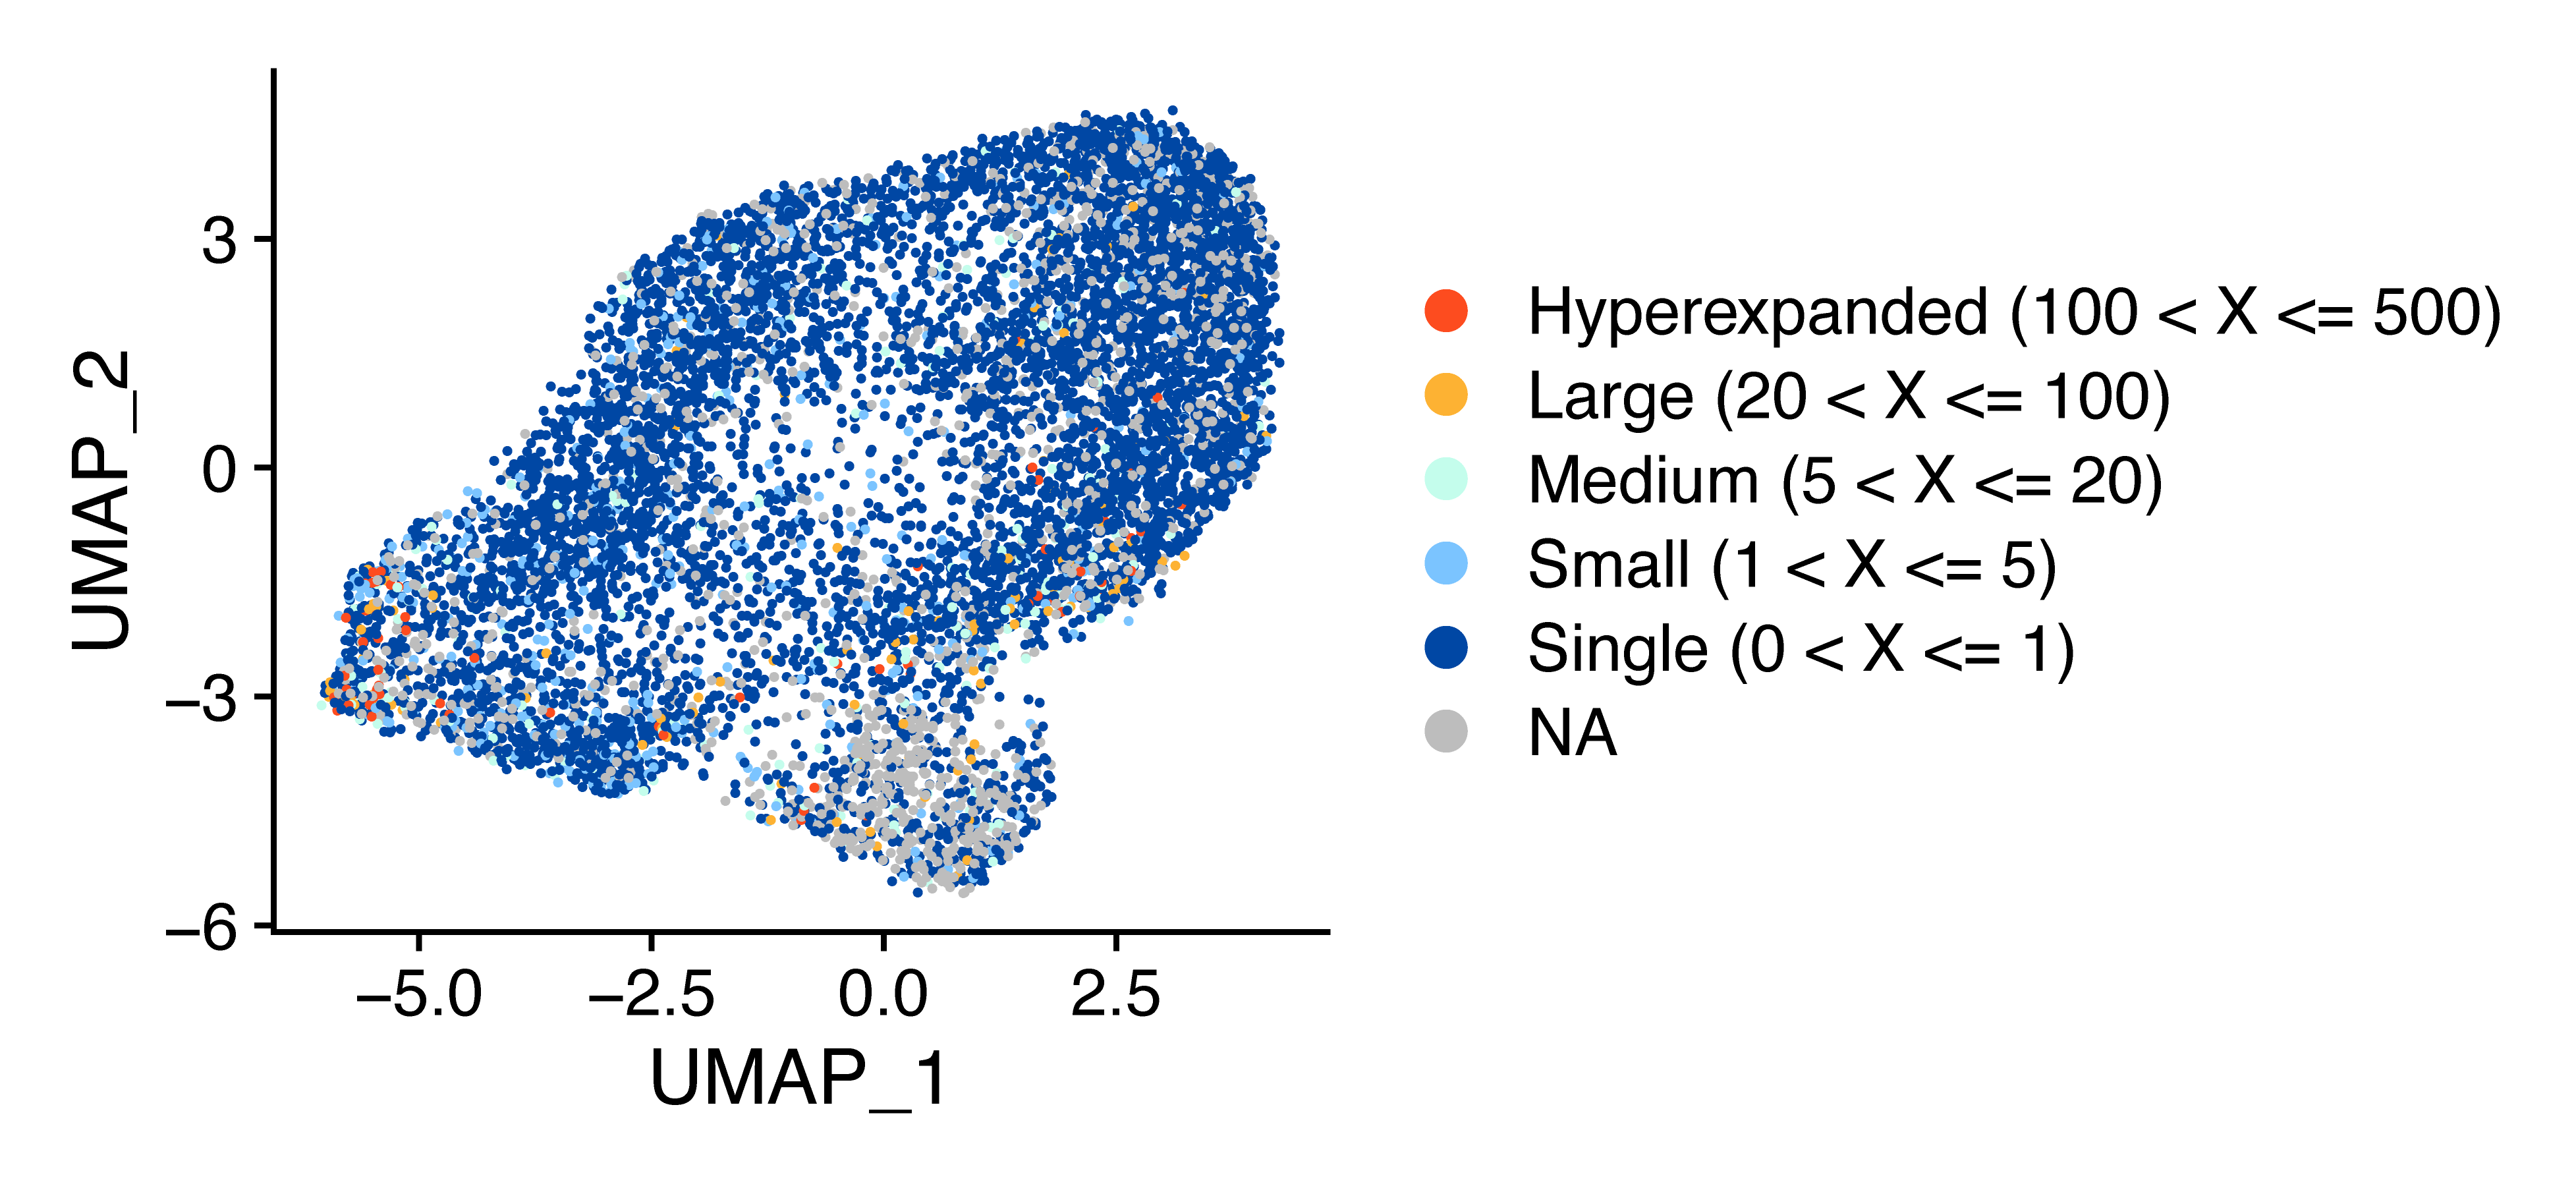 UMAP_2
3
0
−3
−6
−5.0 −2.5 0.0 2.5
UMAP_1
Hyperexpanded (100 < X <= 500)
Large (20 < X <= 100)
Medium (5 < X <= 20)
Small (1 < X <= 5)
Single (0 < X <= 1)
NA